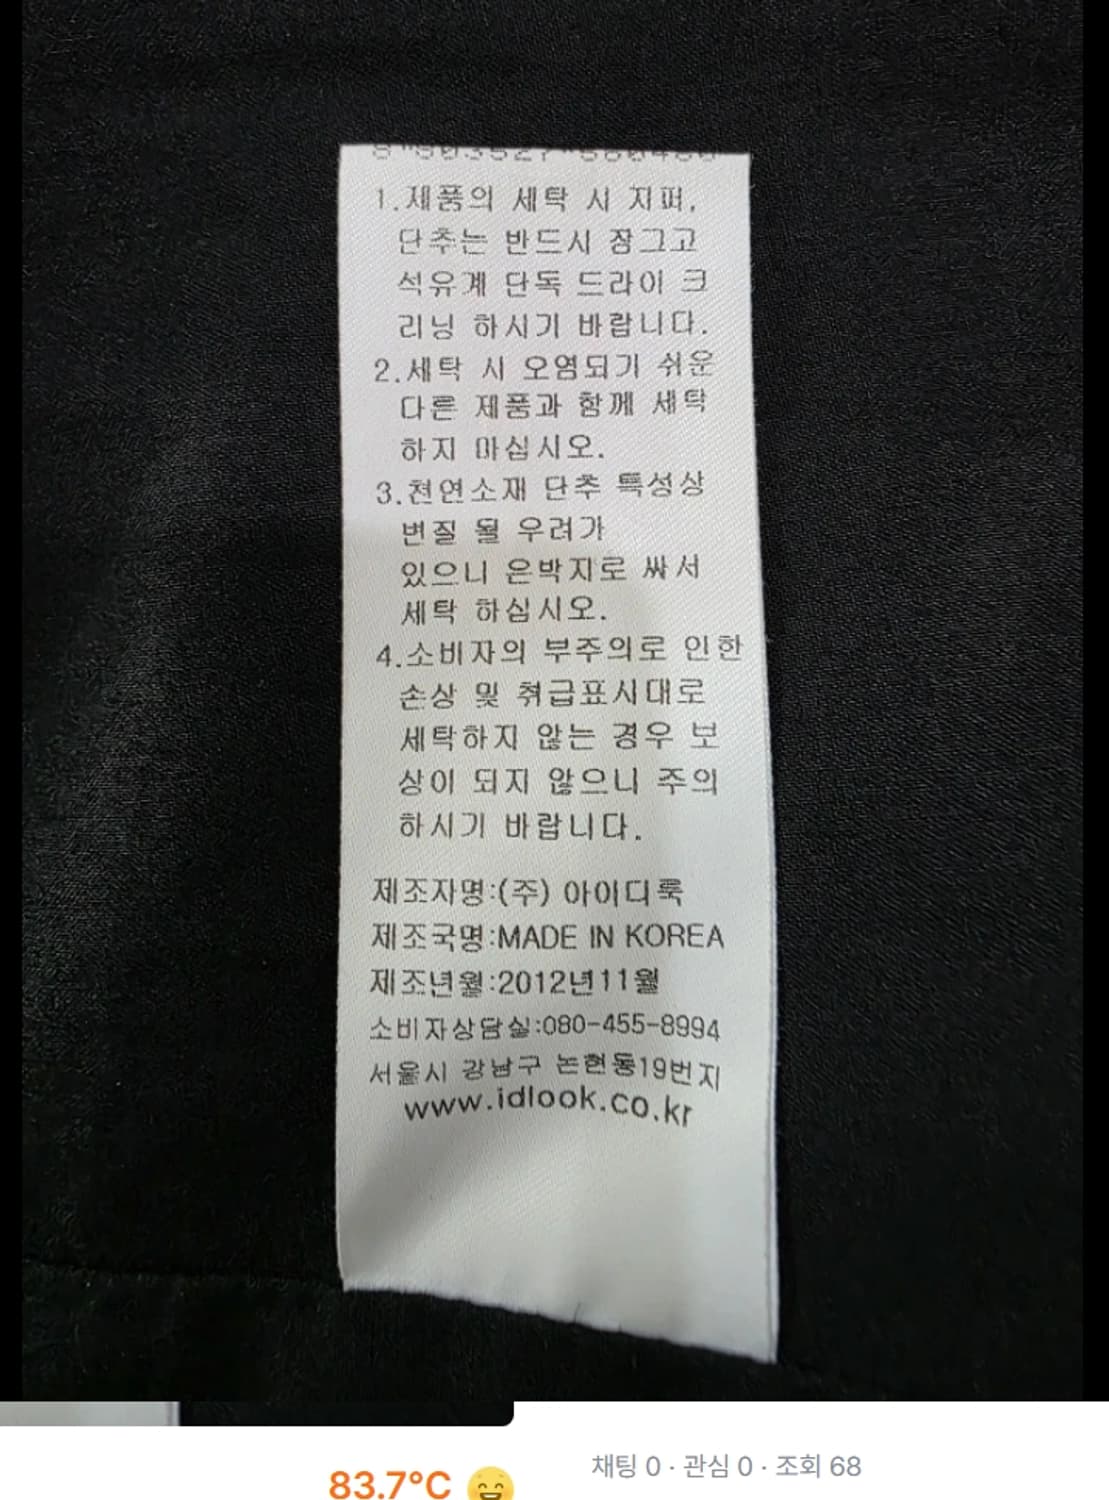 1.제품의 세탁 시 지퍼,
단추는 반드시 잠그고
석유계 단독 드라이 크
리닝 하시기 바랍니다.
2.세탁 시 오염되기 쉬운
다른 제품과 함께 세탁
하지 마십시오.
3.천연소재 단추 특성상
변질 될 우려가
있으니 은박지로 싸서
세탁 하십시오.
4.소비자의 부주의로 인한
손상 및 취급표시대로
세탁하지 않는 경우 보
상이 되지 않으니 주의
하시기 바랍니다.
제조자명:(주) 아이디룩
제조국명:MADE IN KOREA
제조년월:2012년11월
소비자상담실:080-455-8994
서울시 강남구 논현동19번지
www.idlook.co.kr
83.7°C
채팅 0 · 관심 0 · 조회 68